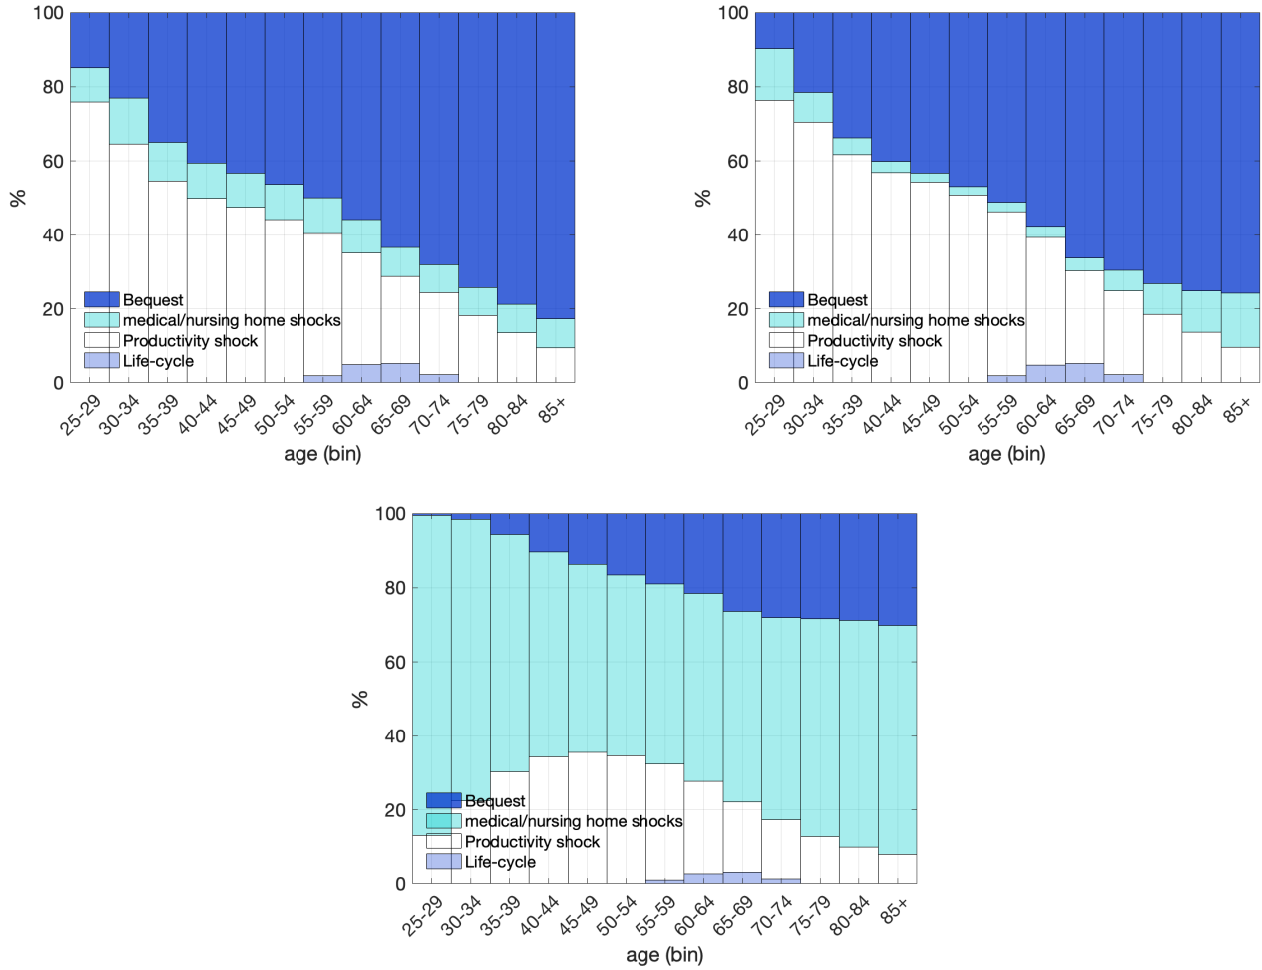 100
80
60
40
20
0
%
Bequest
medical/nursing home shocks
Productivity shock
Life-cycle
25-29 30-34 35-39 40-44 45-49 50-54 55-59 60-64 65-69 70-74 75-79 80-84 85+
age (bin)
100
80
60
40
20
0
%
Bequest
medical/nursing home shocks
Productivity shock
Life-cycle
25-29 30-34 35-39 40-44 45-49 50-54 55-59 60-64 65-69 70-74 75-79 80-84 85+
age (bin)
100
80
60
40
20
0
%
Bequest
medical/nursing home shocks
Productivity shock
Life-cycle
25-29 30-34 35-39 40-44 45-49 50-54 55-59 60-64 65-69 70-74 75-79 80-84 85+
age (bin)